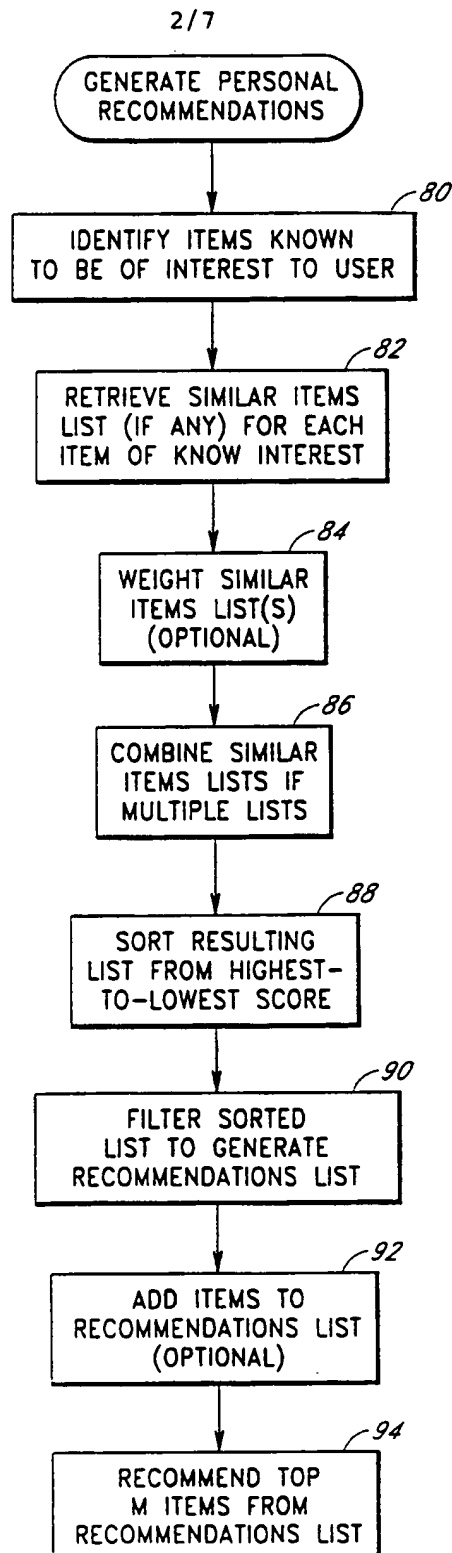 2/7
GENERATE PERSONAL
RECOMMENDATIONS
80
IDENTIFY ITEMS KNOWN
TO BE OF INTEREST TO USER
82
RETRIEVE SIMILAR ITEMS
LIST (IF ANY) FOR EACH
ITEM OF KNOW INTEREST
84
WEIGHT SIMILAR
ITEMS LIST(S)
(OPTIONAL)
86
COMBINE SIMILAR
ITEMS LISTS IF
MULTIPLE LISTS
88
SORT RESULTING
LIST FROM HIGHEST-
TO-LOWEST SCORE
90
FILTER SORTED
LIST TO GENERATE
RECOMMENDATIONS LIST
92
ADD ITEMS TO
RECOMMENDATIONS LIST
(OPTIONAL)
94
RECOMMEND TOP
M ITEMS FROM
RECOMMENDATIONS LIST